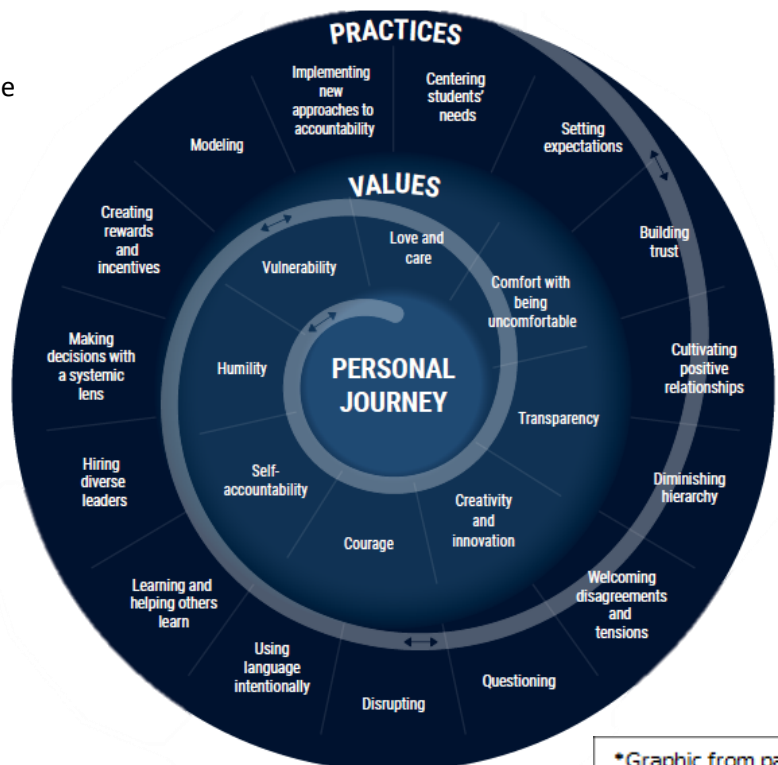 e
PRACTICES
Implementing
new
approaches to
accountability
Centering
students'
needs
Setting
expectations
Building
trust
Cultivating
positive
relationships
Diminishing
hierarchy
Welcoming
disagreements
and
tensions
Questioning
Disrupting
Using
language
intentionally
Learning and
helping others
learn
Hiring
diverse
leaders
Making
decisions with
a systemic
lens
Creating
rewards
and
incentives
Modeling
VALUES
Love and
care
Comfort with
being
uncomfortable
Transparency
Creativity
and
innovation
Courage
Self-
accountability
Humility
Vulnerability
PERSONAL
JOURNEY
*Graphic from pa